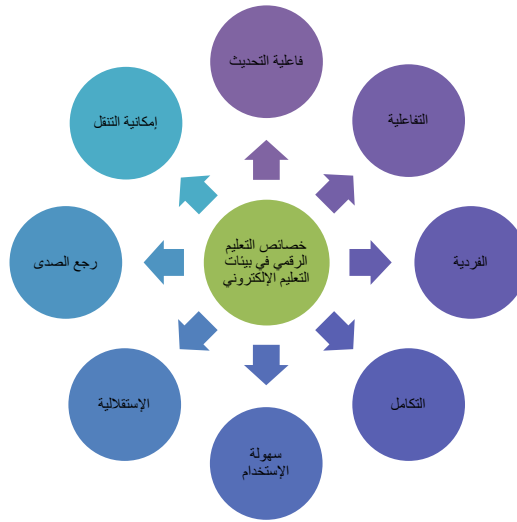 فاعلية التحديث
التفاعلية
الفردية
التكامل
سهولة
الإستخدام
الإستقلالية
رجع الصدى
إمكانية التنقل
خصائص التعليم
الرقمي في بيئات
التعليم الإلكتروني